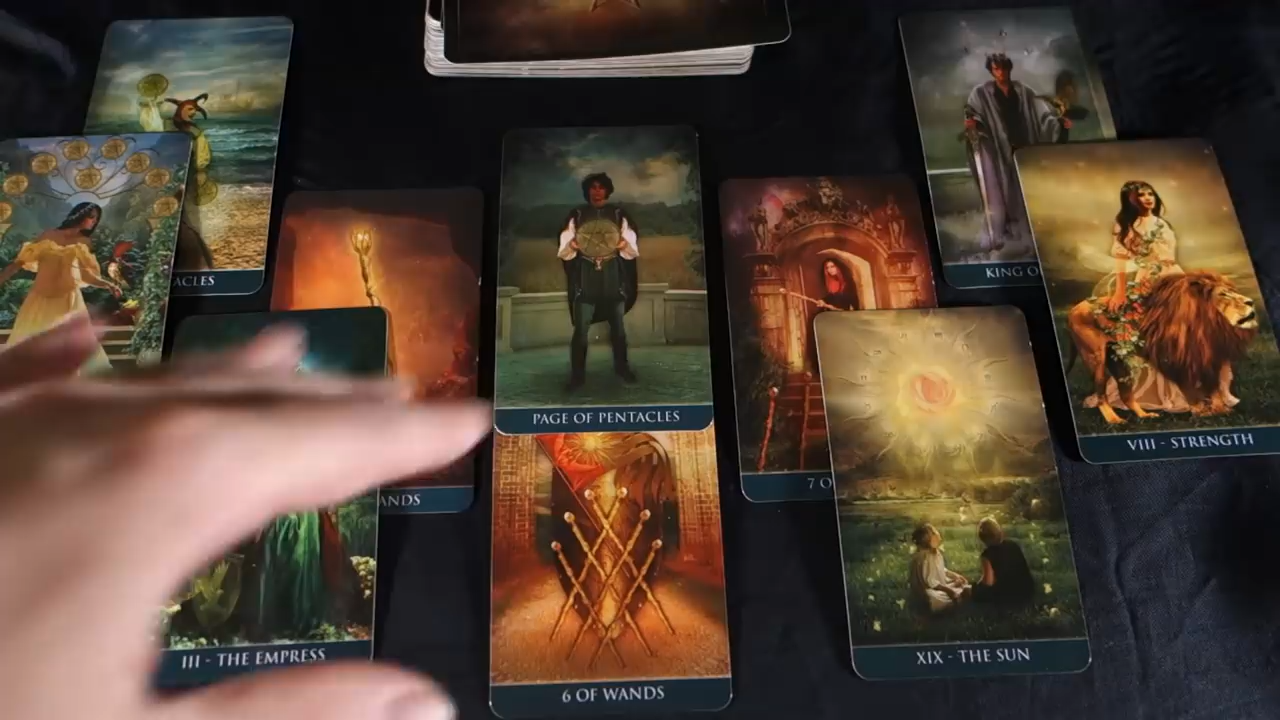 ACLES
KING O
VIII - STRENGTH
PAGE OF PENTACLES
ANDS
7 O
III - THE EMPRESS
XIX - THE SUN
6 OF WANDS